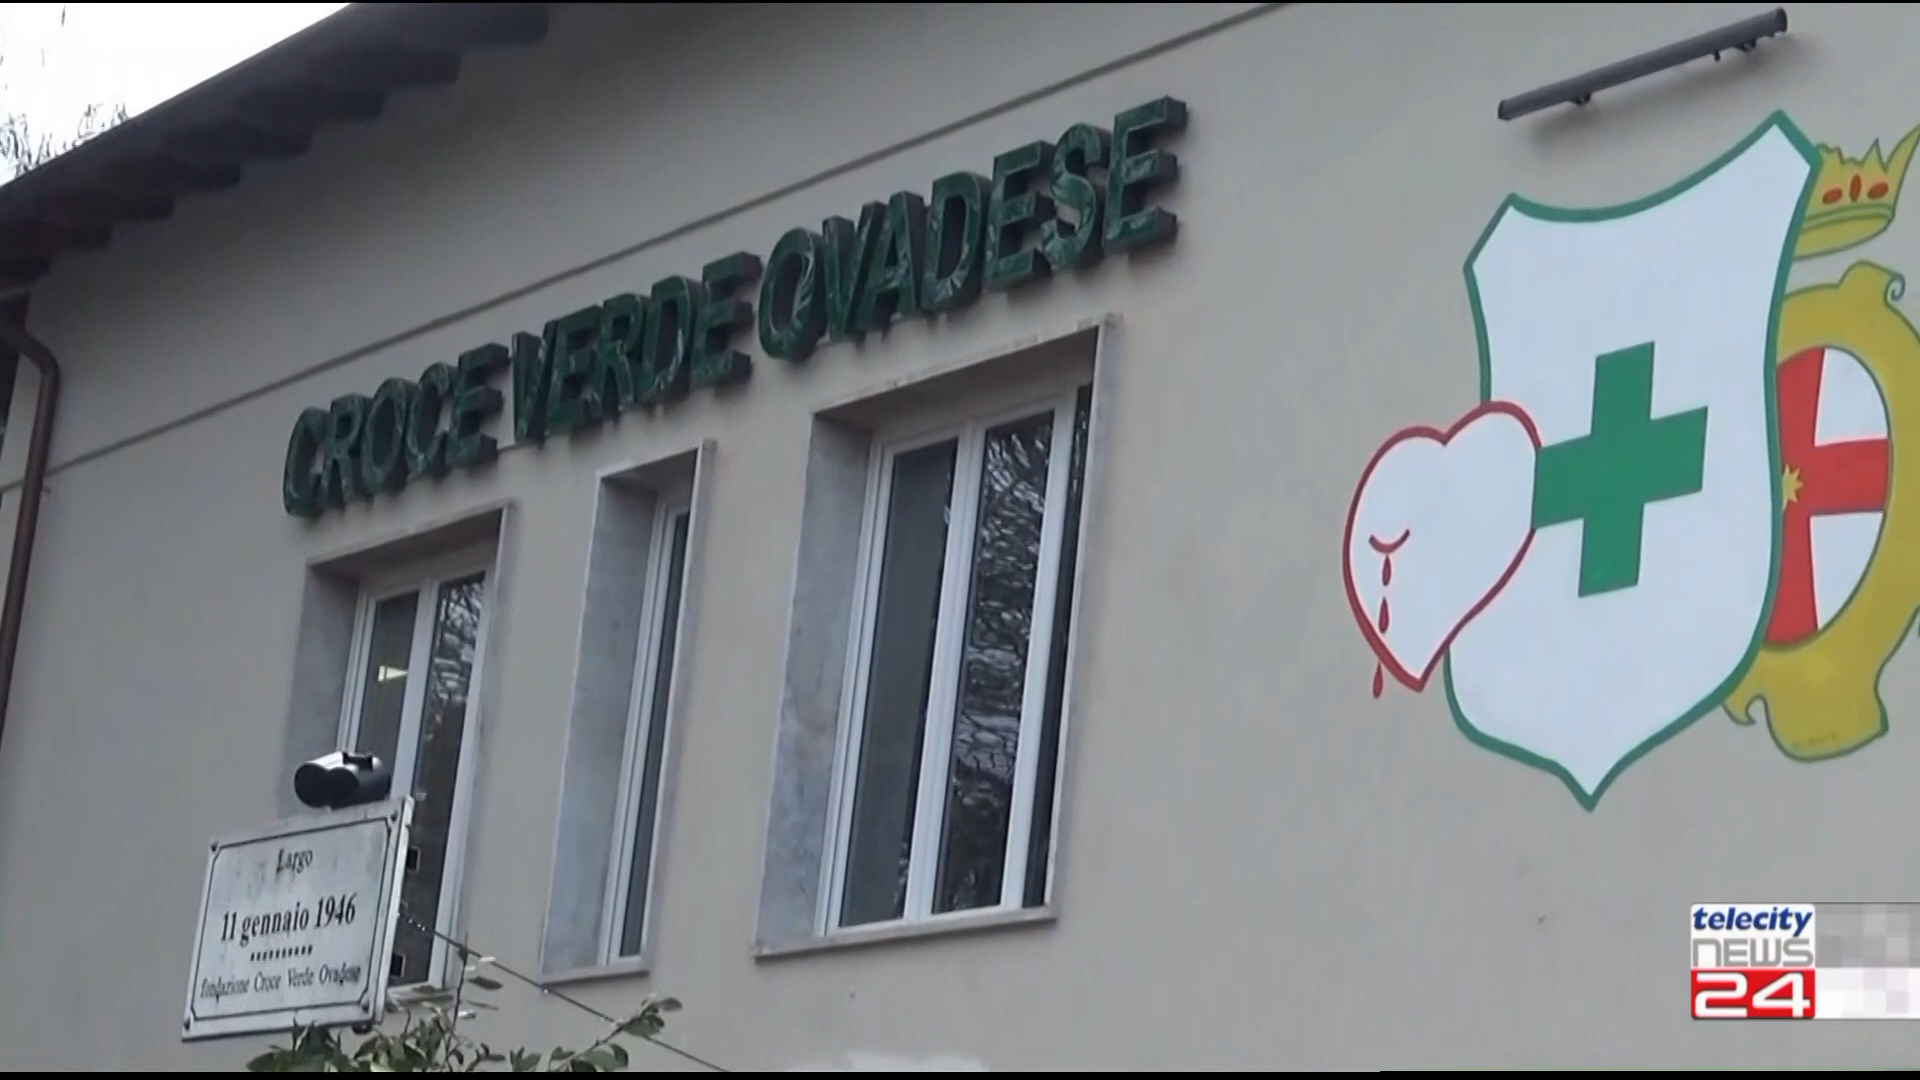 CROCE VERDE OVADESE
Largo
11 gennaio 1946
fondazione Croce Verde Ovadese
telecity
NEWS
24